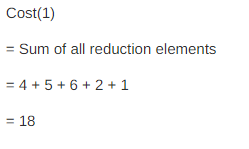 Cost(1)
= Sum of all reduction elements
= 4 + 5 + 6 + 2 + 1
= 18